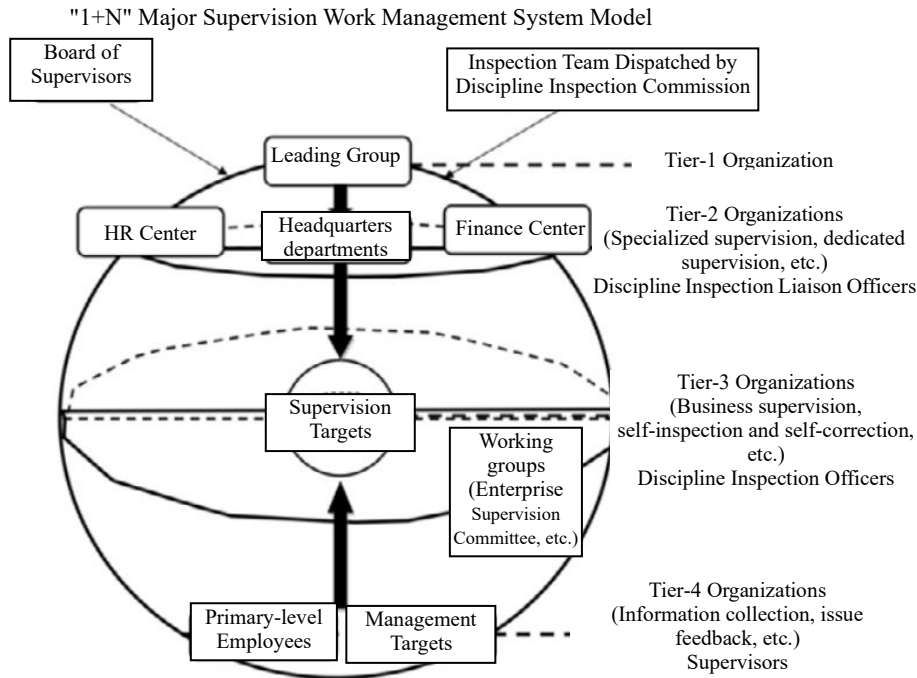 "1+N" Major Supervision Work Management System Model
Board of
Supervisors
Inspection Team Dispatched by
Discipline Inspection Commission
Leading Group
Tier-1 Organization
HR Center
Headquarters
departments
Finance Center
Tier-2 Organizations
(Specialized supervision, dedicated
supervision, etc.)
Discipline Inspection Liaison Officers
Supervision
Targets
Tier-3 Organizations
(Business supervision,
self-inspection and self-correction,
etc.)
Discipline Inspection Officers
Working
groups
(Enterprise
Supervision
Committee, etc.)
Primary-level
Employees
Management
Targets
Tier-4 Organizations
(Information collection, issue
feedback, etc.)
Supervisors